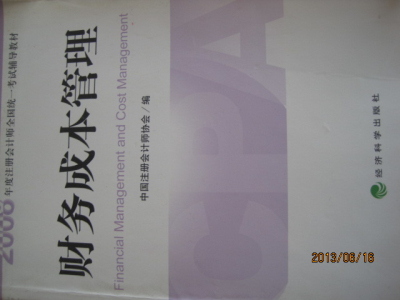 2008年度注册会计师全国统一考试辅导教材
财务成本管理
Financial Management and Cost Management
中国注册会计师协会/编
CPA
经济科学出版社
2013/06/16